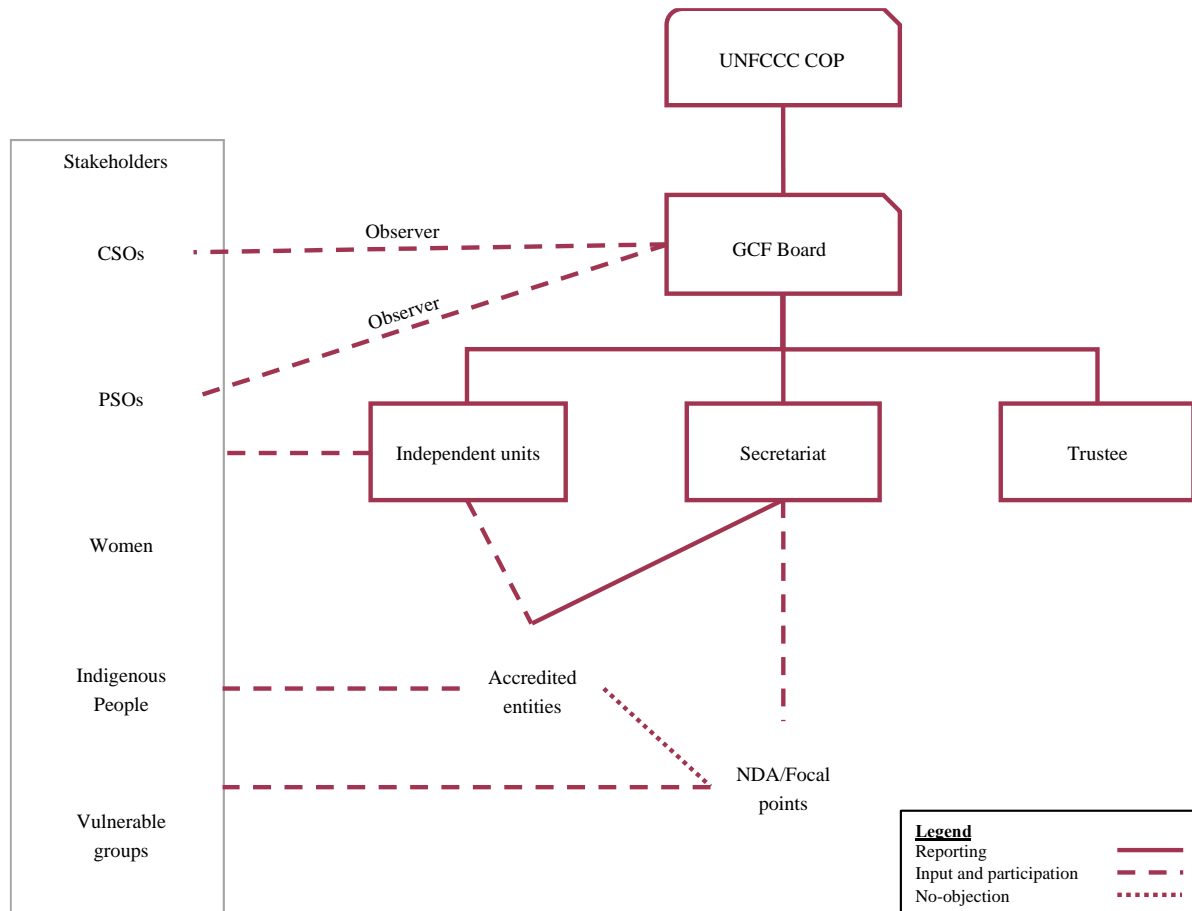 UNFCCC COP
Stakeholders
Observer
CSOs
GCF Board
Observer
PSOs
Independent units
Secretariat
Trustee
Women
Indigenous
People
Accredited
entities
NDA/Focal
points
Vulnerable
groups
Legend
Reporting
Input and participation
No-objection